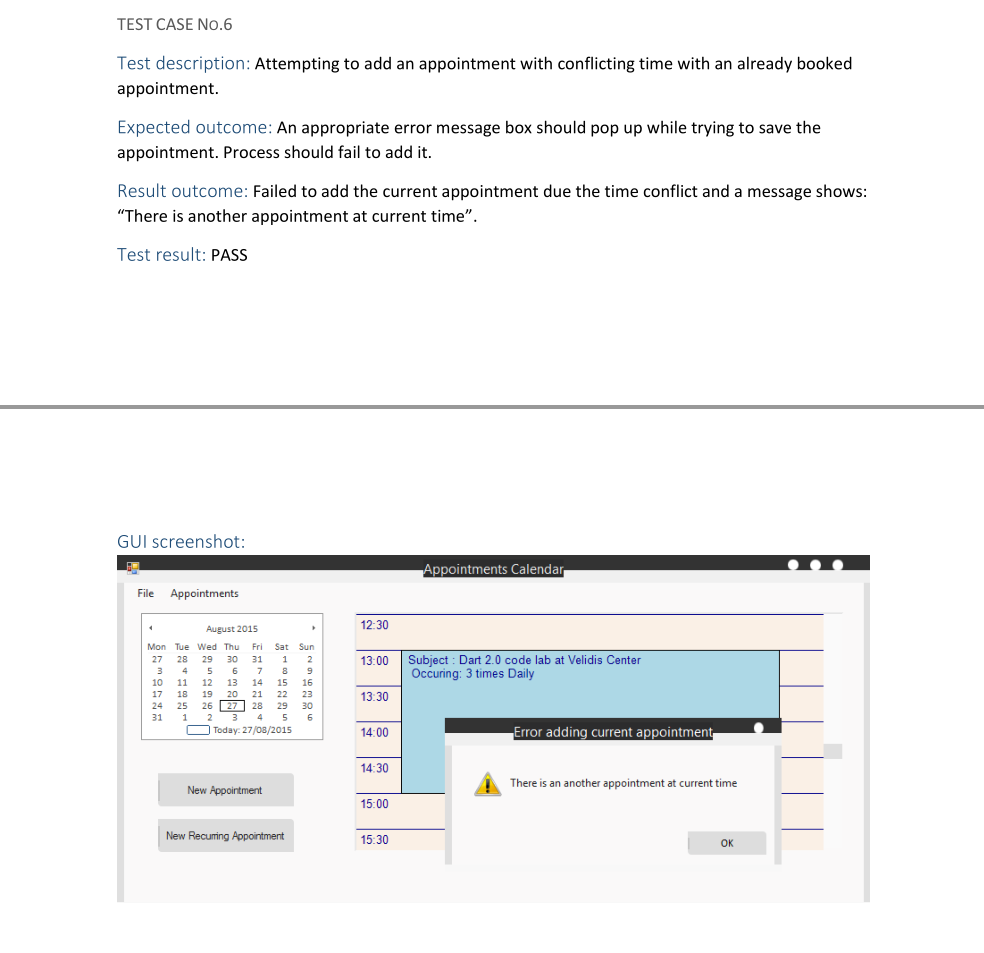 TEST CASE NO.6
Test description: Attempting to add an appointment with conflicting time with an already booked
appointment.
Expected outcome: An appropriate error message box should pop up while trying to save the
appointment. Process should fail to add it.
Result outcome: Failed to add the current appointment due the time conflict and a message shows:
“There is another appointment at current time”.
Test result: PASS
GUI screenshot:
Appointments Calendar
File Appointments
August 2015
Mon Tue Wed Thu Fri Sat Sun
27 28 29 30 31 1 2
3 4 5 6 7 8 9
10 11 12 13 14 15 16
17 18 19 20 21 22 23
24 25 26 27 28 29 30
31 1 2 3 4 5 6
Today: 27/08/2015
New Appointment
New Recurring Appointment
12:30
13:00 Subject : Dart 2.0 code lab at Velidis Center
Occuring: 3 times Daily
13:30
14:00
14:30
15:00
15:30
Error adding current appointment
There is an another appointment at current time
OK